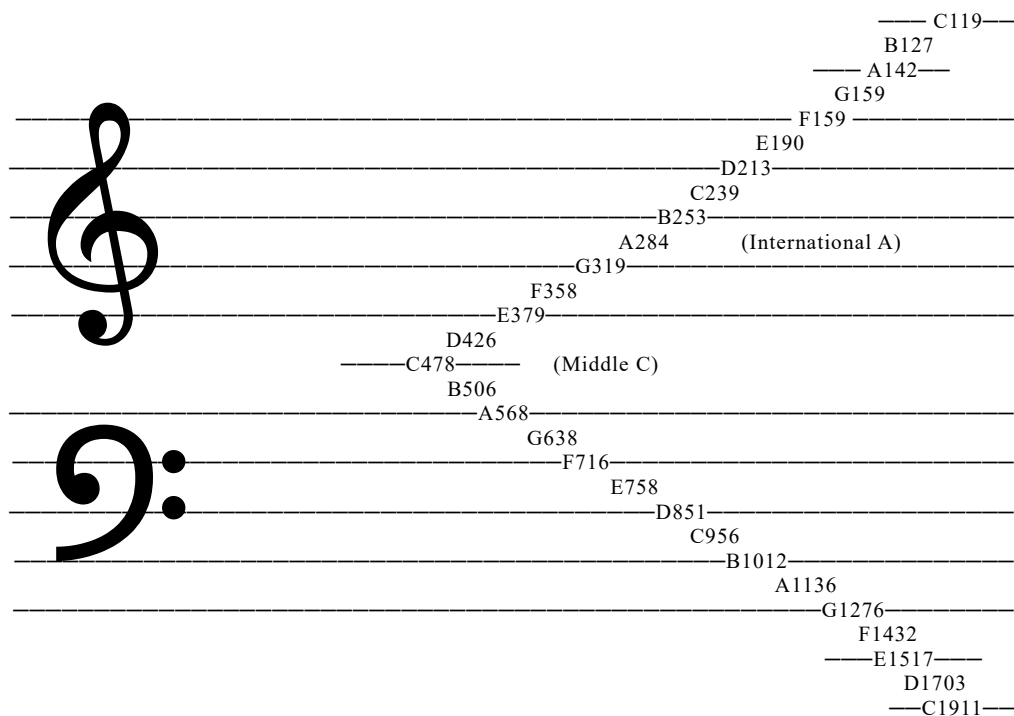 C119
B127
A142
G159
F159
E190
D213
C239
B253
A284 (International A)
G319
F358
E379
D426
C478 (Middle C)
B506
A568
G638
F716
E758
D851
C956
B1012
A1136
G1276
F1432
E1517
D1703
C1911